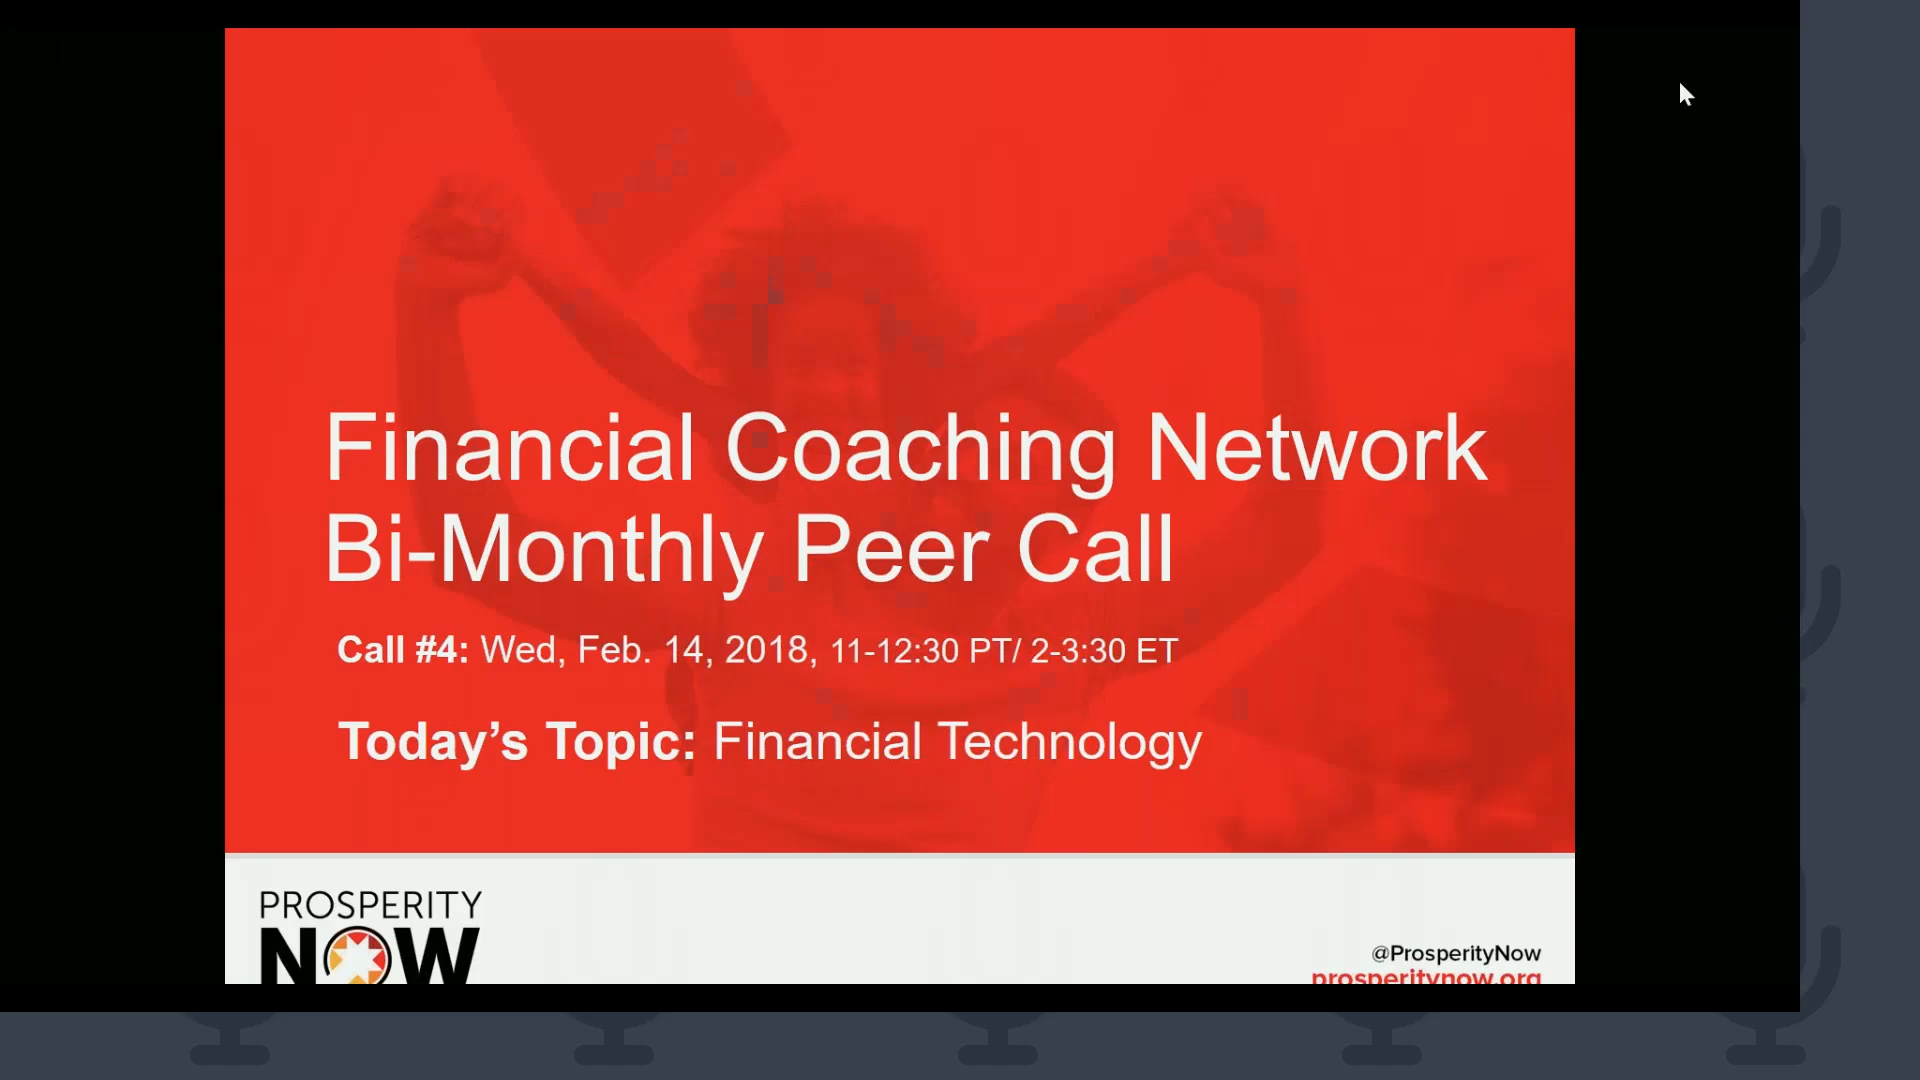 Financial Coaching Network
Bi-Monthly Peer Call
Call #4: Wed, Feb. 14, 2018, 11-12:30 PT/ 2-3:30 ET
Today’s Topic: Financial Technology
PROSPERITY
NOW
@ProsperityNow
prosperitynow.org